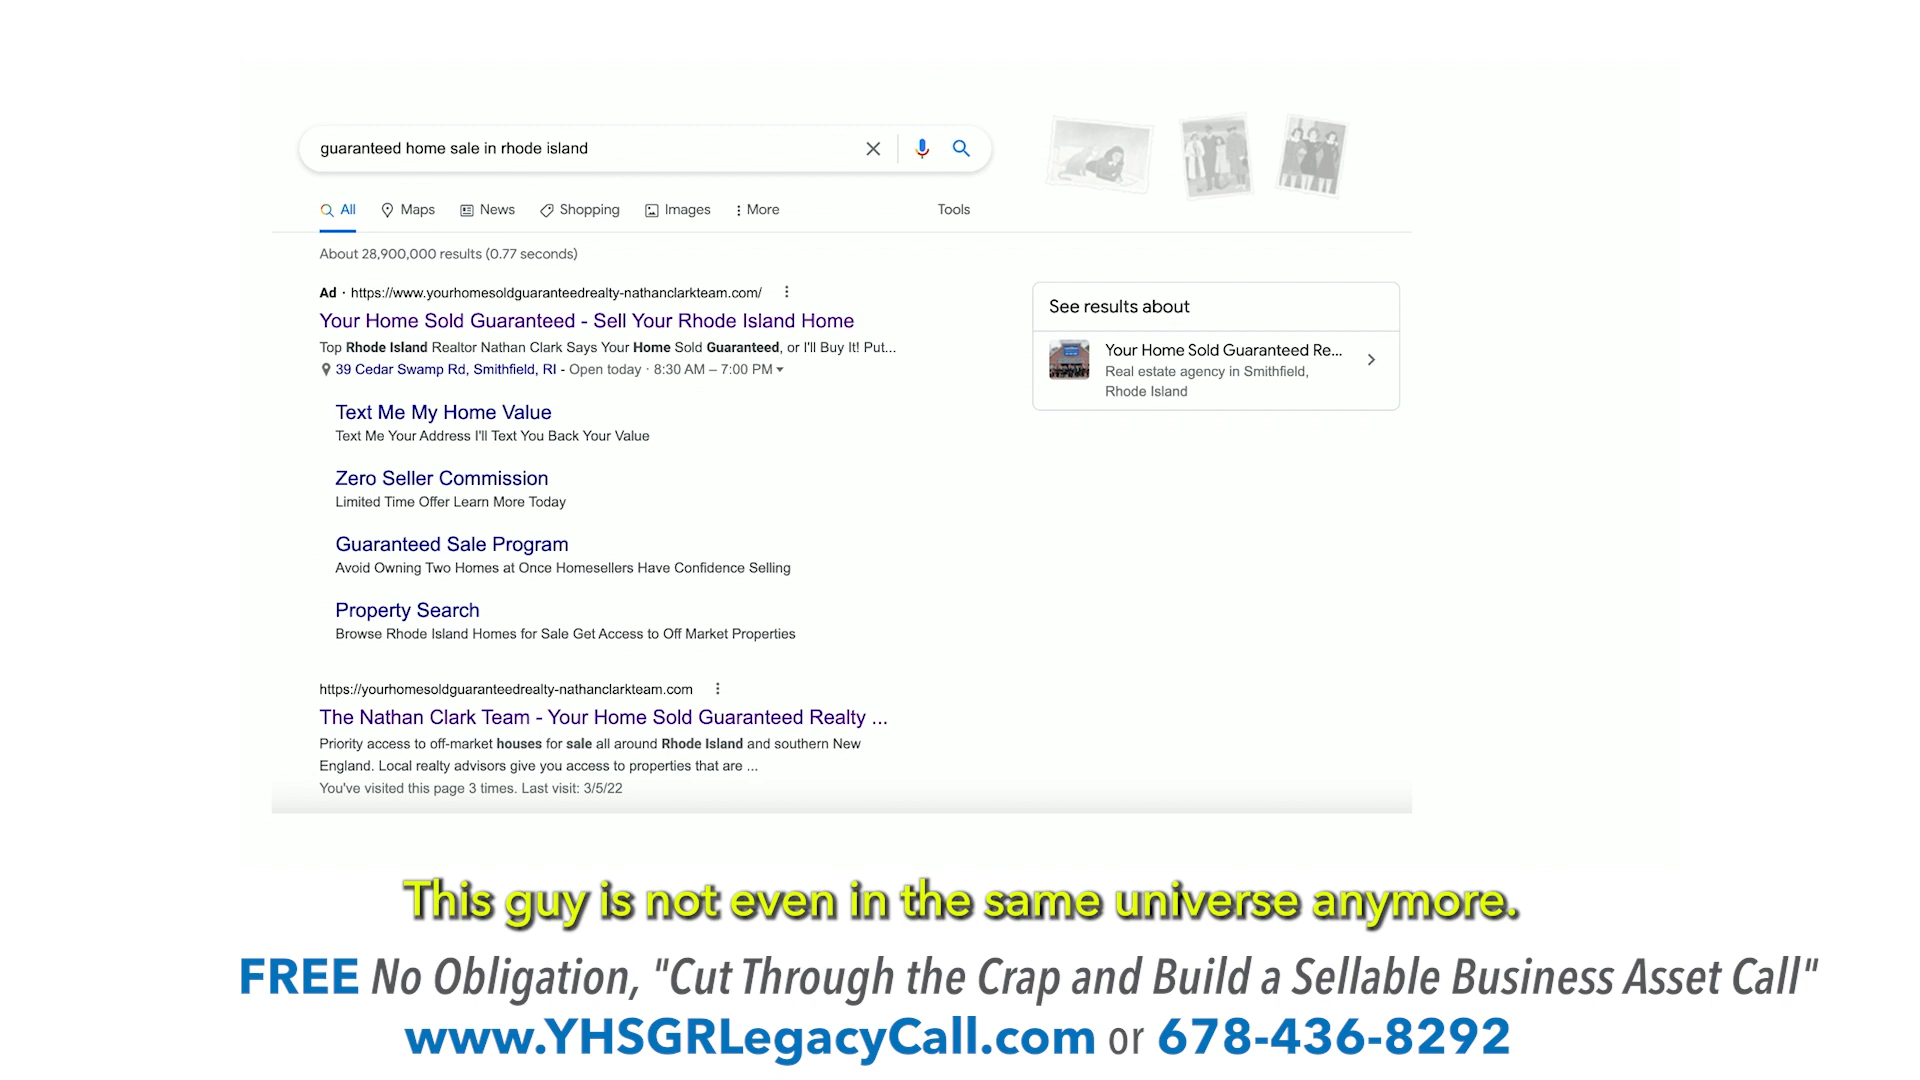 guaranteed home sale in rhode island
All Maps News Shopping Images More Tools
About 28,900,000 results (0.77 seconds)
Ad · https://www.yourhomesoldguaranteedrealty-nathanclarkteam.com/
Your Home Sold Guaranteed - Sell Your Rhode Island Home
Top Rhode Island Realtor Nathan Clark Says Your Home Sold Guaranteed, or I'll Buy It! Put...
39 Cedar Swamp Rd, Smithfield, RI - Open today · 8:30 AM – 7:00 PM
Text Me My Home Value
Text Me Your Address I'll Text You Back Your Value
Zero Seller Commission
Limited Time Offer Learn More Today
Guaranteed Sale Program
Avoid Owning Two Homes at Once Homesellers Have Confidence Selling
Property Search
Browse Rhode Island Homes for Sale Get Access to Off Market Properties
https://yourhomesoldguaranteedrealty-nathanclarkteam.com
The Nathan Clark Team - Your Home Sold Guaranteed Realty ...
Priority access to off-market houses for sale all around Rhode Island and southern New
England. Local realty advisors give you access to properties that are ...
You've visited this page 3 times. Last visit: 3/5/22
See results about
Your Home Sold Guaranteed Re...
Real estate agency in Smithfield,
Rhode Island
This guy is not even in the same universe anymore.
FREE No Obligation, "Cut Through the Crap and Build a Sellable Business Asset Call"
www.YHSGRLegacyCall.com or 678-436-8292